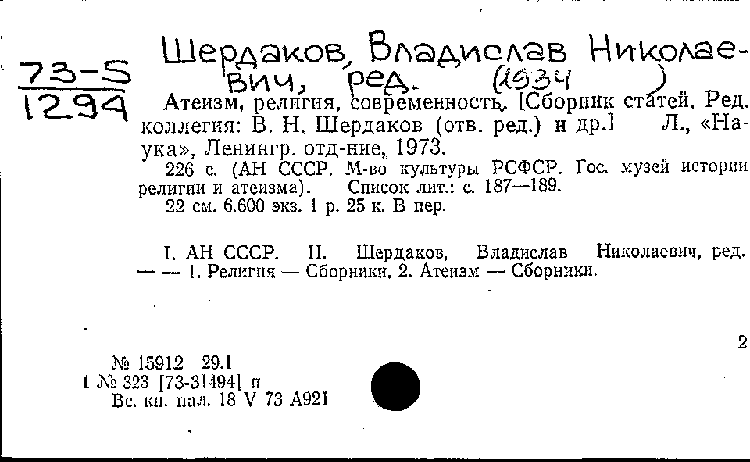 Шердаков, Владислав Николае-
вич, ред. (1934 )
73-5
1294
Атеизм, религия, современность. [Сборник статей. Ред.
коллегия: В. Н. Шердаков (отв. ред.) и др.] Л., «На-
ука», Ленингр. отд-ние, 1973.
226 с. (АН СССР. М-во культуры РСФСР. Гос. музей истории
религии и атеизма). Список лит.: с. 187—189.
22 см. 6.600 экз. 1 р. 25 к. В пер.
I. АН СССР. II. Шердаков, Владислав Николаевич, ред.
— — 1. Религия — Сборники. 2. Атеизм — Сборники.
2
№ 15912 29.1
1 № 323 [73-31494] п
Вс. кн. пал. 18 V 73 А921